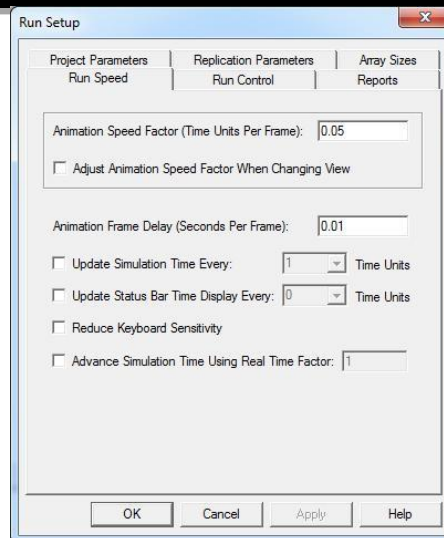 Run Setup
Project Parameters Replication Parameters Array Sizes
Run Speed Run Control Reports
Animation Speed Factor (Time Units Per Frame): 0.05
Adjust Animation Speed Factor When Changing View
Animation Frame Delay (Seconds Per Frame): 0.01
Update Simulation Time Every: 1 Time Units
Update Status Bar Time Display Every: 0 Time Units
Reduce Keyboard Sensitivity
Advance Simulation Time Using Real Time Factor: 1
OK Cancel Apply Help